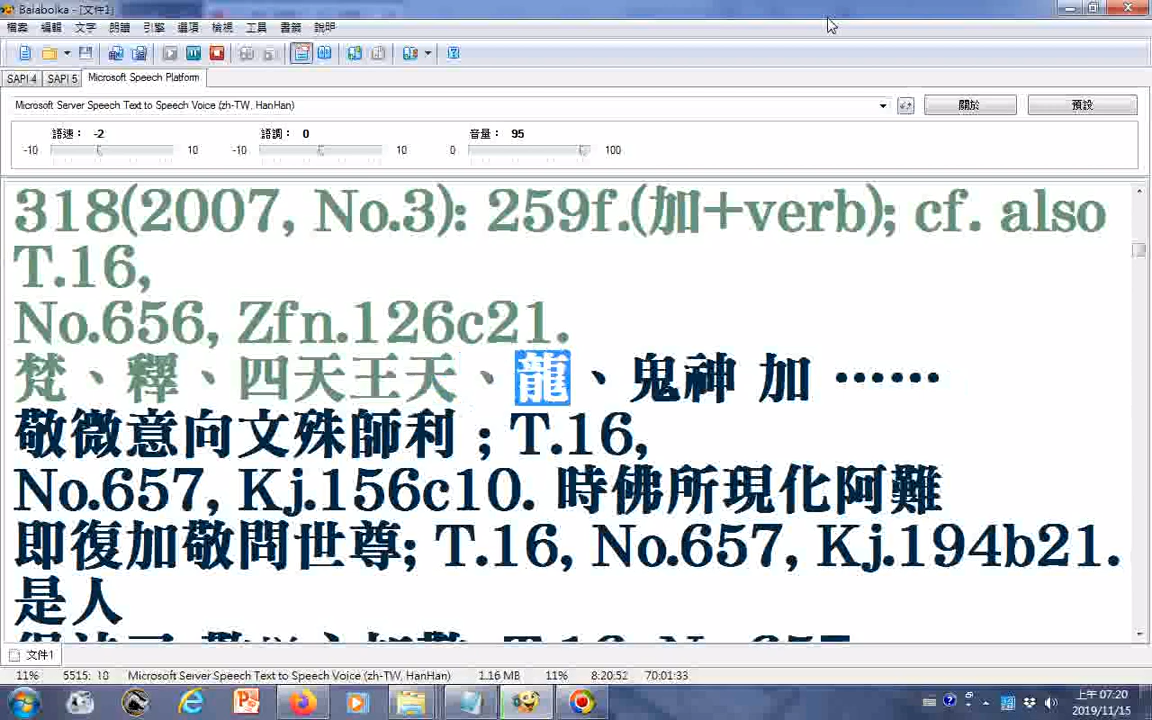 Balabolka - [文件1]
檔案 編輯 文字 朗讀 引擎 選項 檢視 工具 書籤 說明
SAPI 4 SAPI 5 Microsoft Speech Platform
Microsoft Server Speech Text to Speech Voice (zh-TW, HanHan) 關於 預設
語速： -2 語調： 0 音量： 95
-10 10 -10 10 0 100
318(2007, No.3): 259f.(加+verb); cf. also
T.16,
No.656, Zfn.126c21.
梵、釋、四天王天、龍、鬼神 加 ······
敬微意向文殊師利 ; T.16,
No.657, Kj.156c10. 時佛所現化阿難
即復加敬問世尊; T.16, No.657, Kj.194b21.
是人
文件1
11% 5515: 18 Microsoft Server Speech Text to Speech Voice (zh-TW, HanHan) 1.16 MB 11% 8:20:52 70:01:33
上午 07:20
2019/11/15